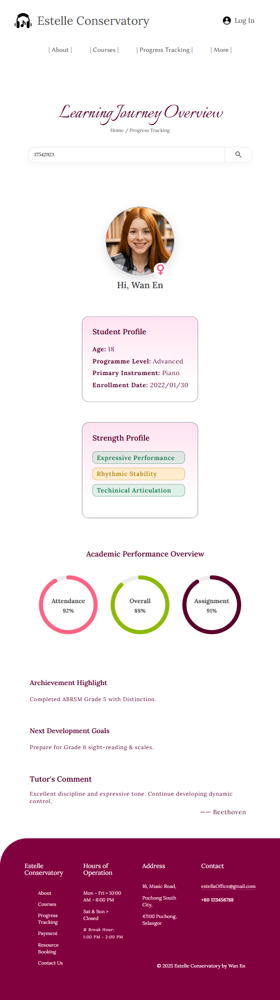 Estelle Conservatory
Log In
| About |
| Courses |
| Progress Tracking |
| More |
Learning Journey Overview
Home / Progress Tracking
37542923
Hi, Wan En
Student Profile
Age: 18
Programme Level: Advanced
Primary Instrument: Piano
Enrollment Date: 2022/01/30
Strength Profile
Expressive Performance
Rhythmic Stability
Techinical Articulation
Academic Performance Overview
Attendance
92%
Overall
88%
Assignment
91%
Archievement Highlight
Completed ABRSM Grade 5 with Distinction.
Next Development Goals
Prepare for Grade 6 sight-reading & scales.
Tutor's Comment
Excellent discipline and expressive tone. Continue developing dynamic
control.
—— Beethoven
Estelle
Conservatory
About
Courses
Progress
Tracking
Payment
Resource
Booking
Contact Us
Hours of
Operation
Mon - Fri > 10:00
AM - 6:00 PM
Sat & Sun >
Closed
# Break Hour:
1:00 PM - 2:00 PM
Address
16, Music Road,
Puchong South
City,
47100 Puchong,
Selangor
Contact
estellaOffice@gmail.com
+60 123456789
© 2025 Estelle Conservatory by Wan En